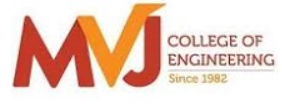 MVJ
COLLEGE OF
ENGINEERING
Since 1982